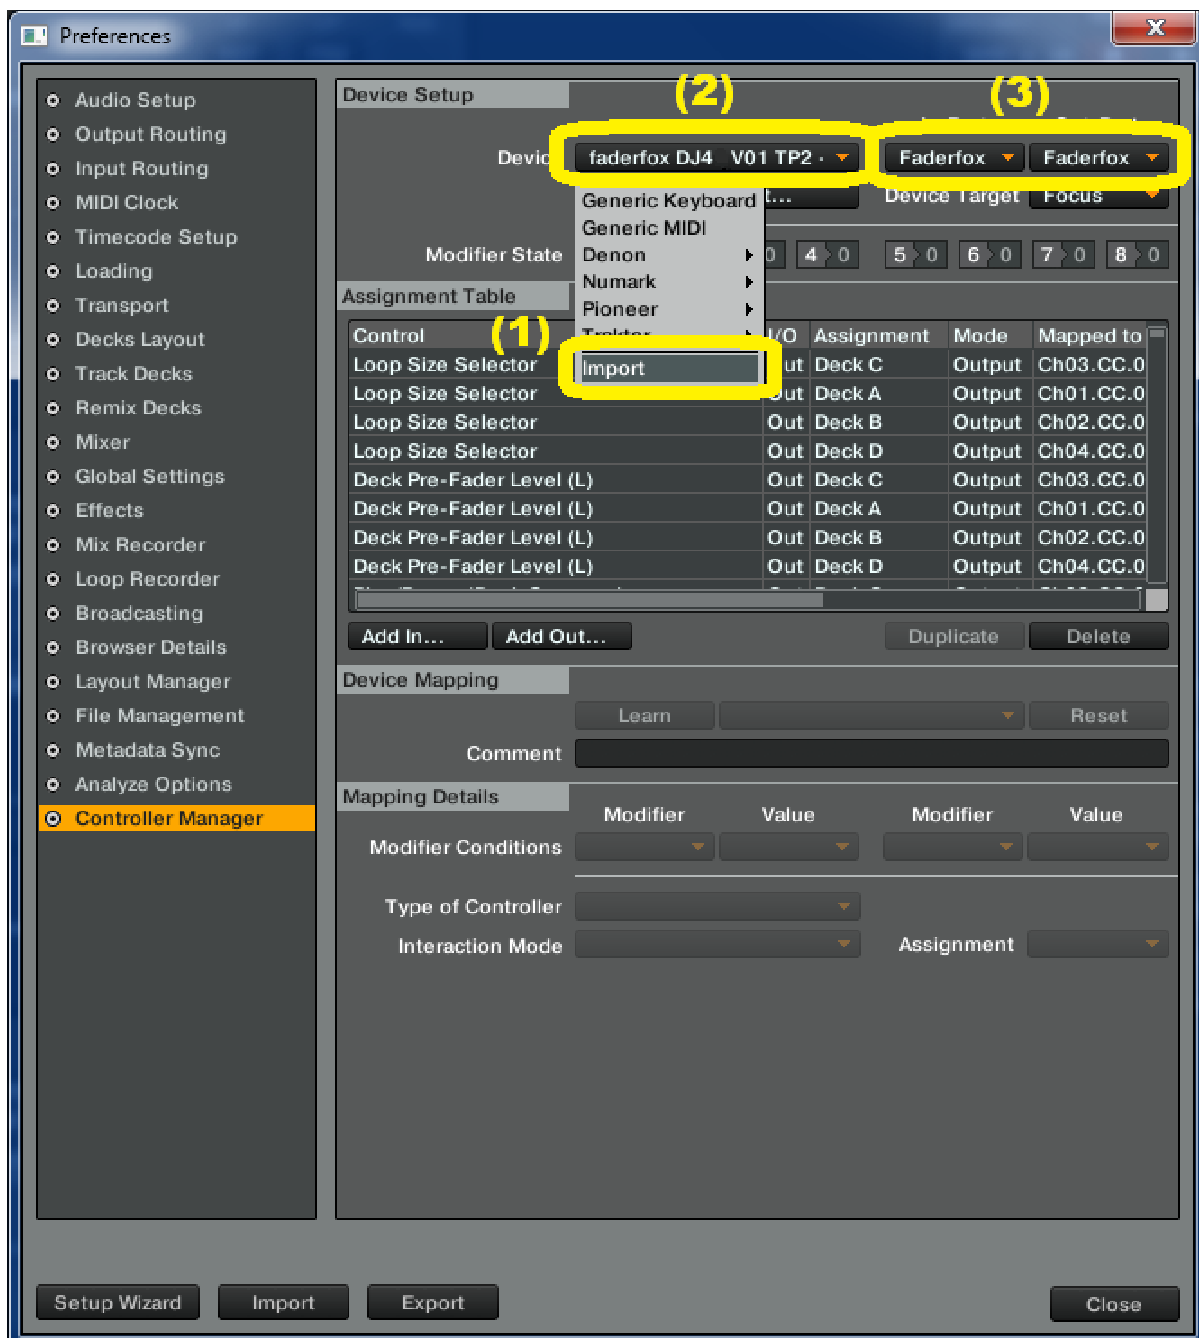 Preferences
X
Audio Setup
Output Routing
Input Routing
MIDI Clock
Timecode Setup
Loading
Transport
Decks Layout
Track Decks
Remix Decks
Mixer
Global Settings
Effects
Mix Recorder
Loop Recorder
Broadcasting
Browser Details
Layout Manager
File Management
Metadata Sync
Analyze Options
Controller Manager
Device Setup
(2)
(3)
Devic faderfox DJ4 V01 TP2 - Faderfox Faderfox
Generic Keyboard
Generic MIDI
Denon
Numark
Pioneer
Traktor
Import
t... Device Target Focus
Modifier State 0 4 0 5 0 6 0 7 0 8 0
Assignment Table
(1)
Control I/O Assignment Mode Mapped to
Loop Size Selector ut Deck C Output Ch03.CC.0
Loop Size Selector Out Deck A Output Ch01.CC.0
Loop Size Selector Out Deck B Output Ch02.CC.0
Loop Size Selector Out Deck D Output Ch04.CC.0
Deck Pre-Fader Level (L) Out Deck C Output Ch03.CC.0
Deck Pre-Fader Level (L) Out Deck A Output Ch01.CC.0
Deck Pre-Fader Level (L) Out Deck B Output Ch02.CC.0
Deck Pre-Fader Level (L) Out Deck D Output Ch04.CC.0
Add In... Add Out... Duplicate Delete
Device Mapping
Learn Reset
Comment
Mapping Details
Modifier Value Modifier Value
Modifier Conditions
Type of Controller
Interaction Mode Assignment
Setup Wizard Import Export Close